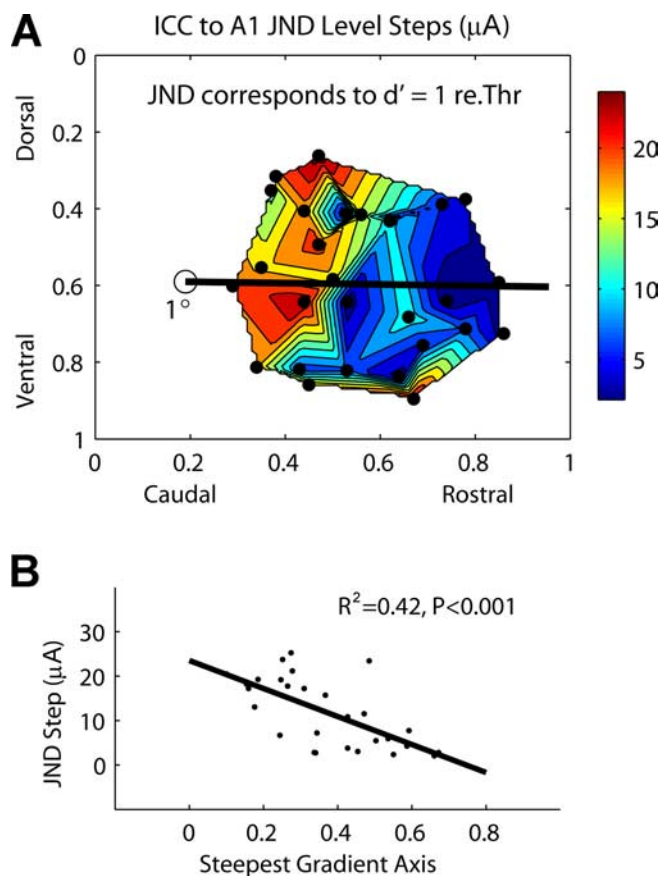 A
ICC to A1 JND Level Steps (μA)
JND corresponds to d' = 1 re.Thr
0
0.2
0.4
0.6
0.8
1
Dorsal
Ventral
1°
0 0.2 0.4 0.6 0.8 1
Caudal Rostral
20
15
10
5
B
R²=0.42, P<0.001
30
20
10
0
JND Step (μA)
0 0.2 0.4 0.6 0.8
Steepest Gradient Axis